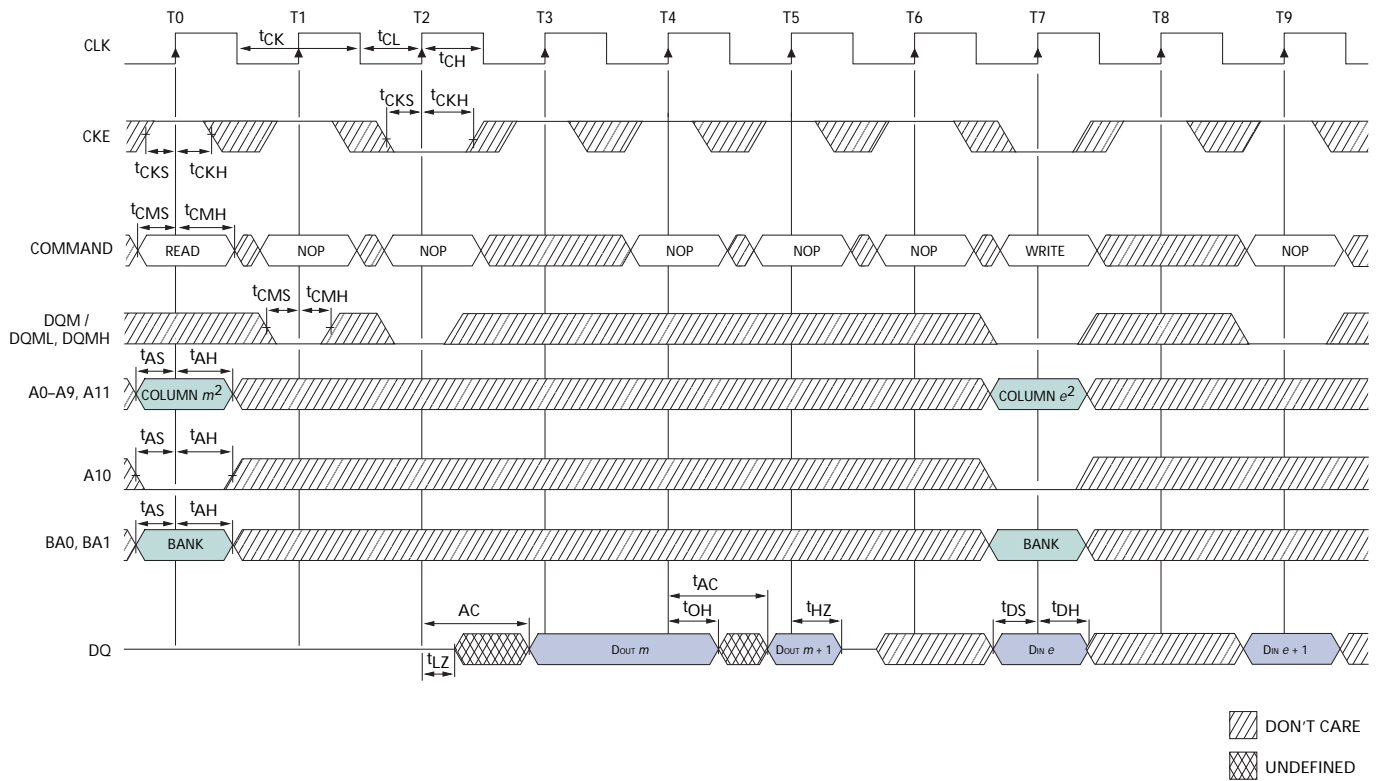 T0 T1 T2 T3 T4 T5 T6 T7 T8 T9
CLK
tCK tCL
tCH
tCKS tCKH
CKE
tCKS tCKH
tCMS tCMH
COMMAND READ NOP NOP NOP NOP NOP WRITE NOP
tCMS tCMH
DQM /
DQML, DQMH
tAS tAH
A0–A9, A11 COLUMN m2 COLUMN e2
tAS tAH
A10
tAS tAH
BA0, BA1 BANK BANK
tAC
AC tOH tHZ tDS tDH
DQ DOUT m DOUT m + 1 DIN e DIN e + 1
tLZ
DON'T CARE
UNDEFINED